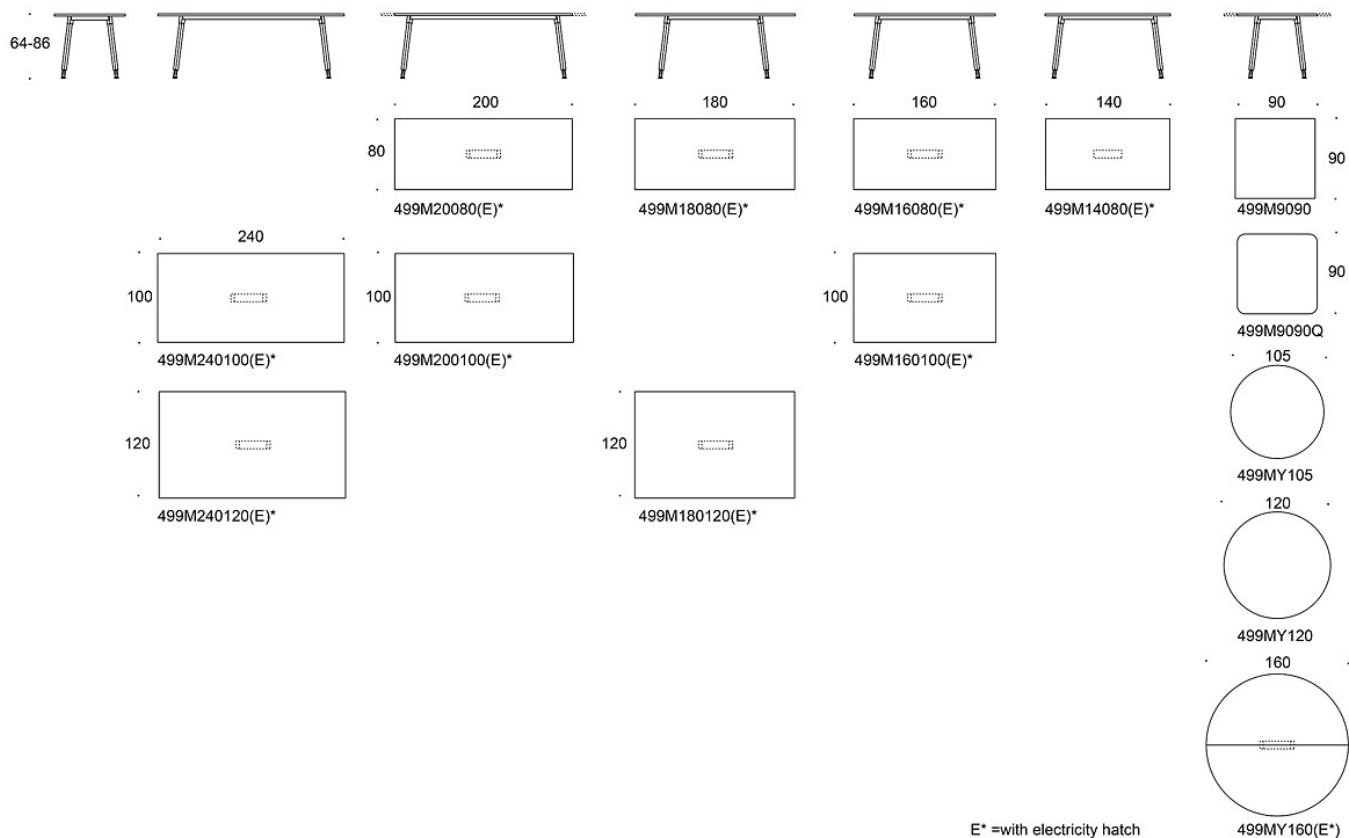 64-86
200 180 160 140 90
80 90
499M20080(E)* 499M18080(E)* 499M16080(E)* 499M14080(E)* 499M9090
240
100 100 100 90
499M240100(E)* 499M200100(E)* 499M160100(E)* 499M9090Q
105
120 120
499MY105
499M240120(E)* 499M180120(E)*
120
499MY120
160
E* =with electricity hatch 499MY160(E*)